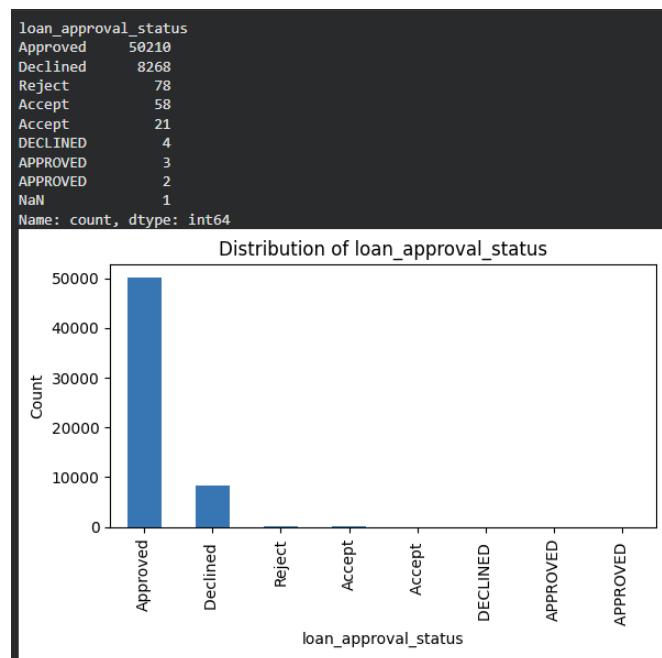 loan_approval_status
Approved 50210
Declined 8268
Reject 78
Accept 58
Accept 21
DECLINED 4
APPROVED 3
APPROVED 2
NaN 1
Name: count, dtype: int64
Distribution of loan_approval_status
50000
40000
30000
20000
10000
0
Count
Approved
Declined
Reject
Accept
Accept
DECLINED
APPROVED
APPROVED
loan_approval_status